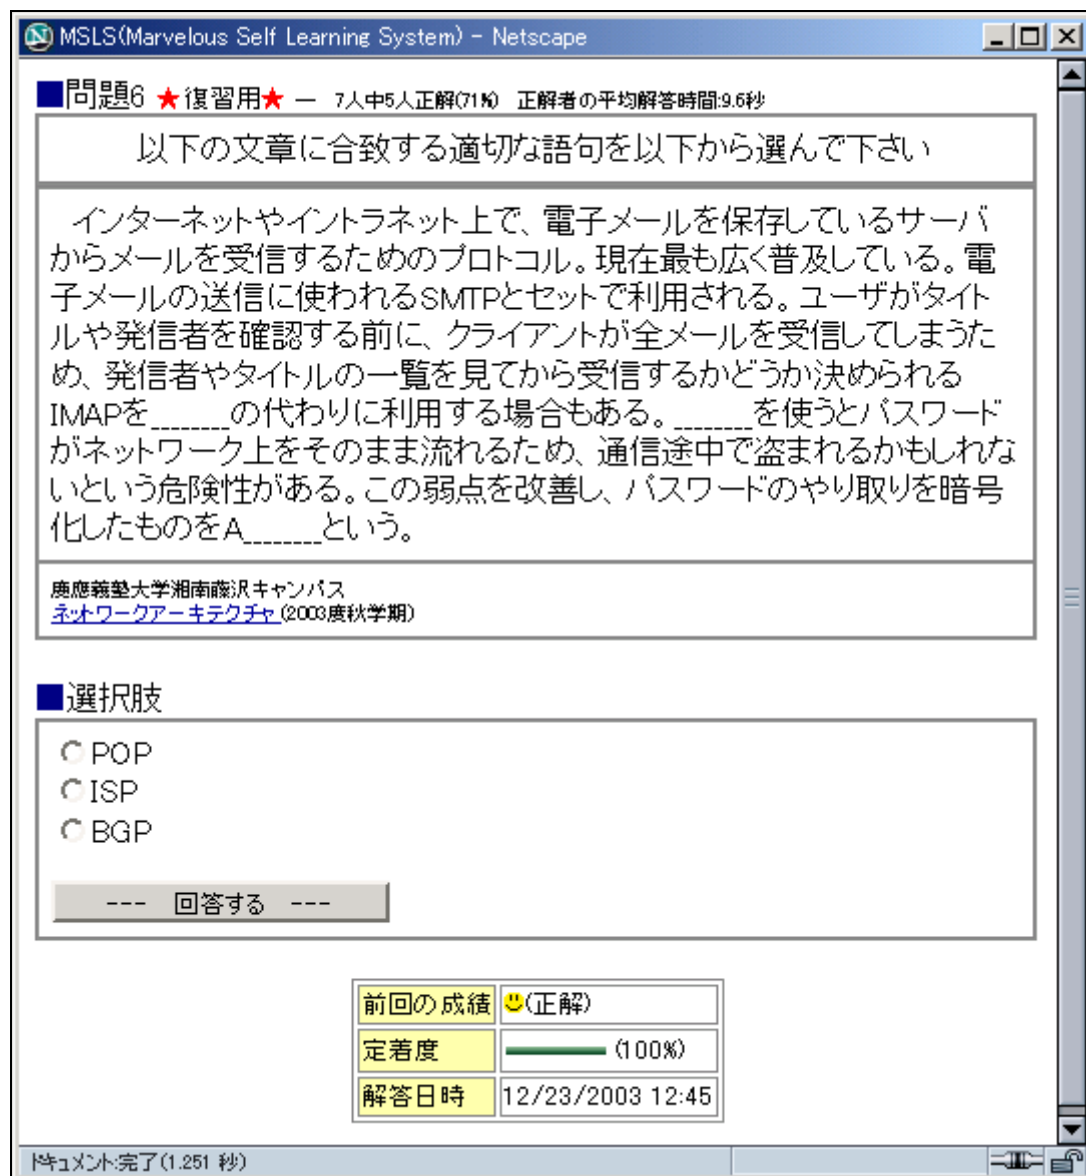 MSLS(Marvelous Self Learning System) - Netscape
■問題6 ★復習用★ ― 7人中5人正解(71%) 正解者の平均解答時間:9.6秒
以下の文章に合致する適切な語句を以下から選んで下さい
インターネットやイントラネット上で、電子メールを保存しているサーバ
からメールを受信するためのプロトコル。現在最も広く普及している。電
子メールの送信に使われるSMTPとセットで利用される。ユーザがタイト
ルや発信者を確認する前に、クライアントが全メールを受信してしまうた
め、発信者やタイトルの一覧を見てから受信するかどうか決められる
IMAPを______の代わりに利用する場合もある。______を使うとパスワード
がネットワーク上をそのまま流れるため、通信途中で盗まれるかもしれな
いという危険性がある。この弱点を改善し、パスワードのやり取りを暗号
化したものをA______という。
慶應義塾大学湘南藤沢キャンパス
ネットワークアーキテクチャ(2003度秋学期)
■選択肢
POP
ISP
BGP
--- 回答する ---
前回の成績 (正解)
定着度 (100%)
解答日時 12/23/2003 12:45
ドキュメント:完了(1.251 秒)